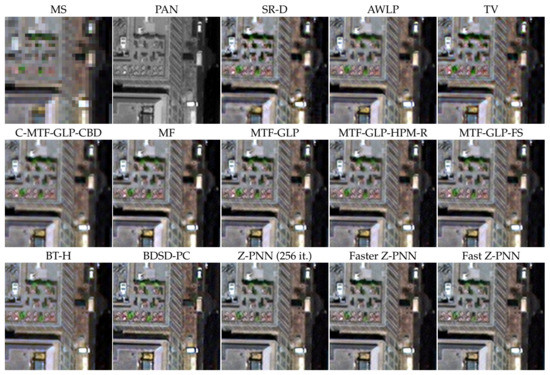 MS PAN SR-D AWLP TV
C-MTF-GLP-CBD MF MTF-GLP MTF-GLP-HPM-R MTF-GLP-FS
BT-H BDSD-PC Z-PNN (256 it.) Faster Z-PNN Fast Z-PNN